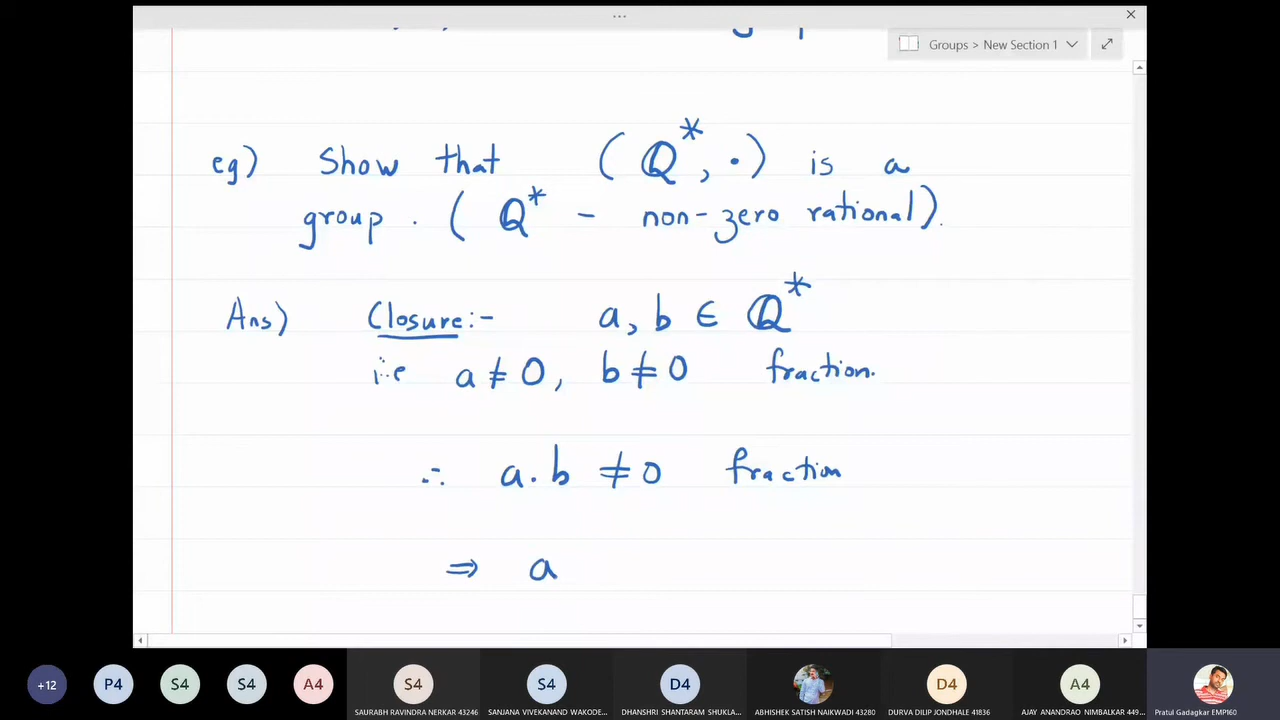 Groups > New Section 1
eg) Show that (ℚ*, •) is a
group. (ℚ* - non-zero rational).
Ans) Closure:- a, b ∈ ℚ*
i.e a ≠ 0, b ≠ 0 fraction.
∴ a.b ≠ 0 fraction
⇒ a
+12 P4 S4 S4 A4 S4 S4 D4 D4 A4
SAURABH RAVINDRA NERKAR 43246 SANJANA VIVEKANAND WAKODE... DHANSHRI SHANTARAM SHUKLA... ABHISHEK SATISH NAIKWADI 43280 DURVA DILIP JONDHALE 41836 AJAY ANANDRAO NIMBALKAR 449... Pratul Gadagkar EMP160